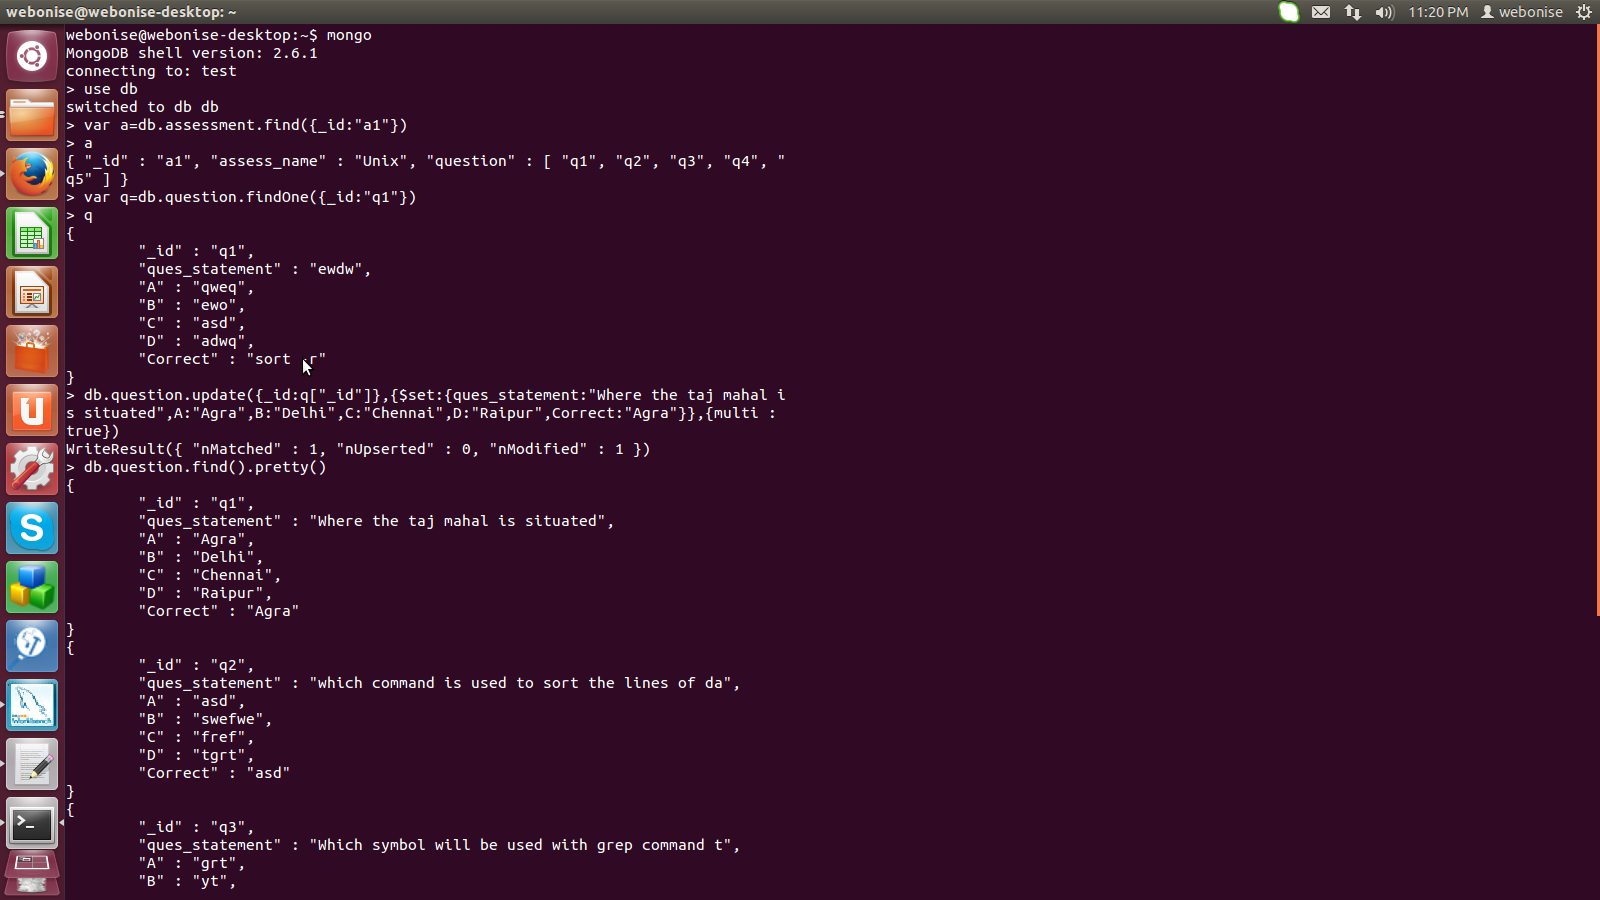 webonise@webonise-desktop: ~
11:20 PM webonise
webonise@webonise-desktop:~$ mongo
MongoDB shell version: 2.6.1
connecting to: test
> use db
switched to db db
> var a=db.assessment.find({_id:"a1"})
> a
{ "_id" : "a1", "assess_name" : "Unix", "question" : [ "q1", "q2", "q3", "q4", "
q5" ] }
> var q=db.question.findOne({_id:"q1"})
> q
{
"_id" : "q1",
"ques_statement" : "ewdw",
"A" : "qweq",
"B" : "ewo",
"C" : "asd",
"D" : "adwq",
"Correct" : "sort r"
}
> db.question.update({_id:q["_id"]},{$set:{ques_statement:"Where the taj mahal i
s situated",A:"Agra",B:"Delhi",C:"Chennai",D:"Raipur",Correct:"Agra"}},{multi :
true})
WriteResult({ "nMatched" : 1, "nUpserted" : 0, "nModified" : 1 })
> db.question.find().pretty()
{
"_id" : "q1",
"ques_statement" : "Where the taj mahal is situated",
"A" : "Agra",
"B" : "Delhi",
"C" : "Chennai",
"D" : "Raipur",
"Correct" : "Agra"
}
{
"_id" : "q2",
"ques_statement" : "which command is used to sort the lines of da",
"A" : "asd",
"B" : "swefwe",
"C" : "fref",
"D" : "tgrt",
"Correct" : "asd"
}
{
"_id" : "q3",
"ques_statement" : "Which symbol will be used with grep command t",
"A" : "grt",
"B" : "yt",